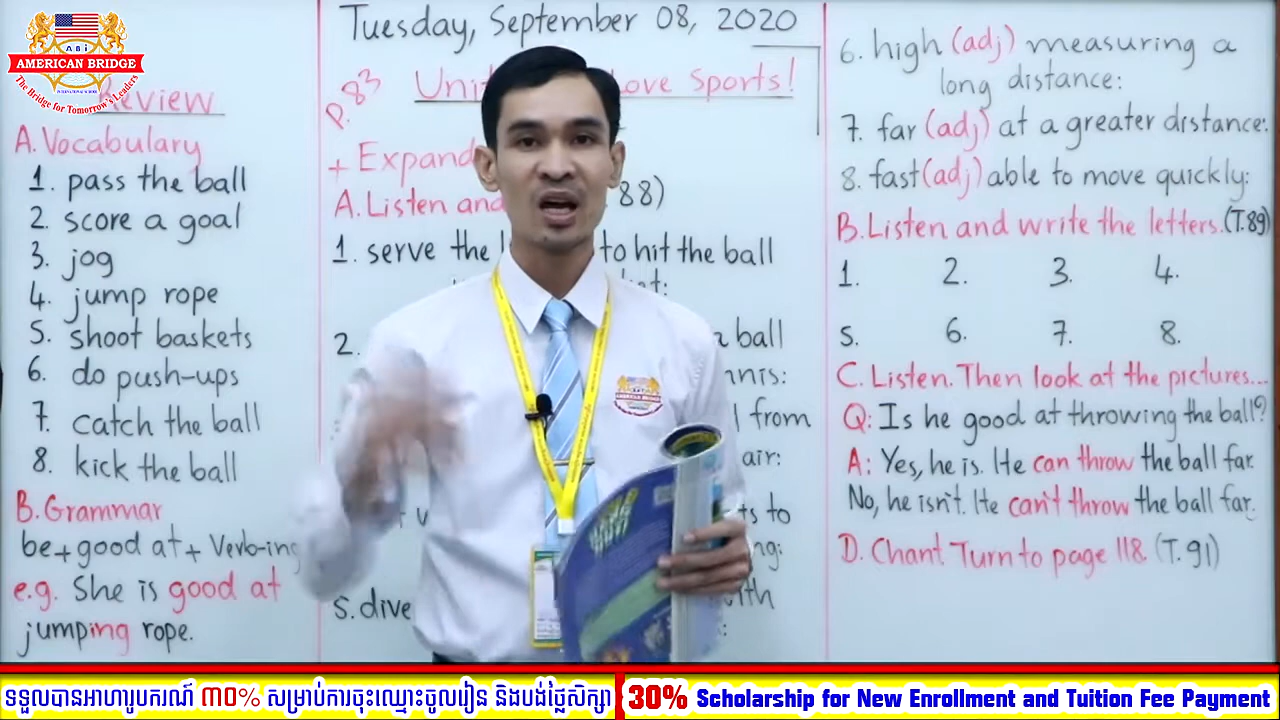 AMERICAN BRIDGE
The Bridge for Tomorrow's Leaders
Review
A. Vocabulary
1. pass the ball
2. score a goal
3. jog
4. jump rope
5. shoot baskets
6. do push-ups
7. catch the ball
8. kick the ball
B. Grammar
be + good at + Verb-ing
e.g. She is good at
jumping rope.
Tuesday, September 08, 2020
P.83
Unit Love Sports!
+ Expand
A. Listen and 88)
1. serve the to hit the ball
2. a ball
from
air:
to
5. dive
6. high (adj) measuring a
long distance:
7. far (adj) at a greater distance:
8. fast (adj) able to move quickly:
B. Listen and write the letters. (T.89)
1. 2. 3. 4.
5. 6. 7. 8.
C. Listen. Then look at the pictures...
Q: Is he good at throwing the ball?
A: Yes, he is. He can throw the ball far.
No, he isn't. He can't throw the ball far.
D. Chant. Turn to page 118. (T.91)
AMERICAN BRIDGE
ទទួលបានអាហារូបករណ៍ ៣០% សម្រាប់ការចុះឈ្មោះចូលរៀន និងបង់ថ្លៃសិក្សា
30% Scholarship for New Enrollment and Tuition Fee Payment